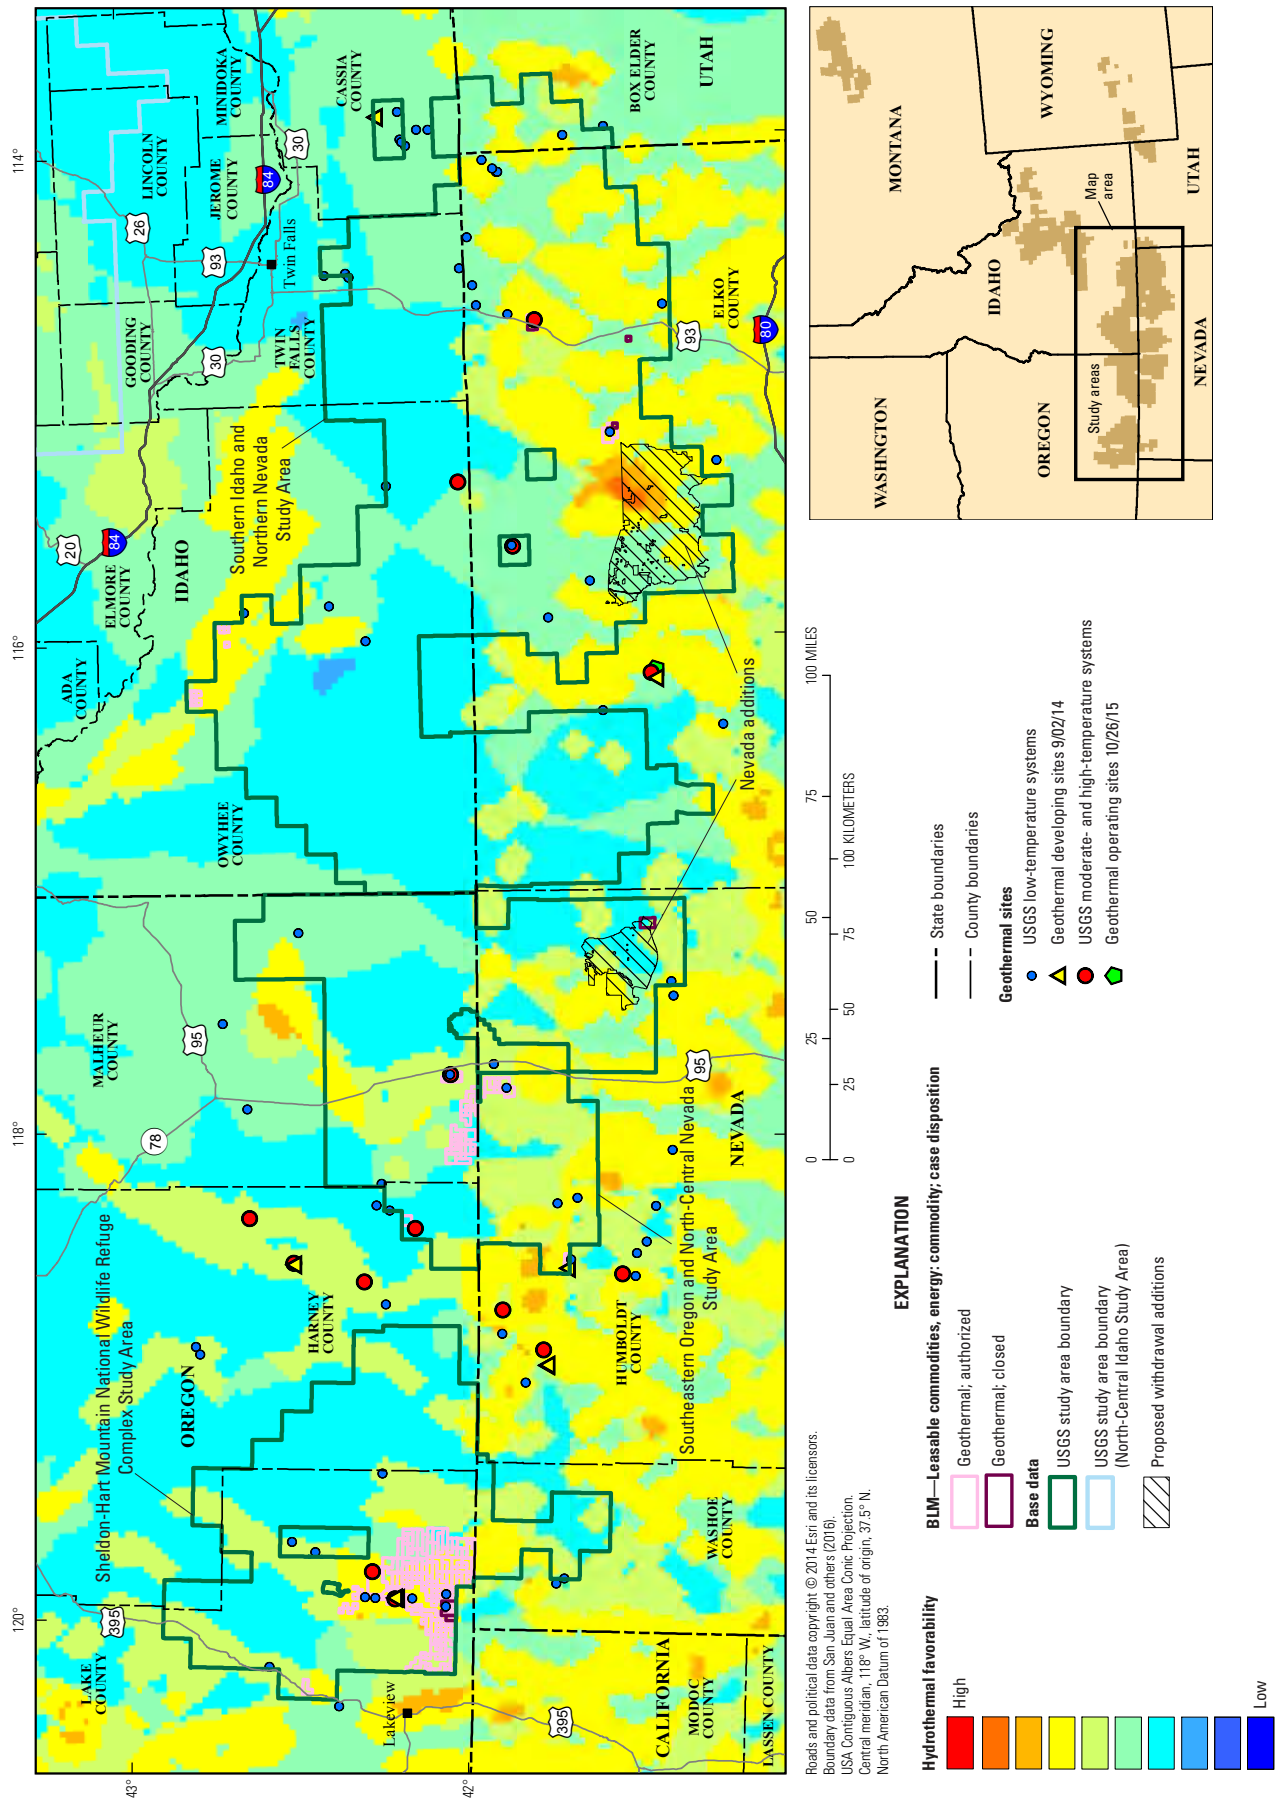 120°
118°
116°
114°
43°
42°
LAKE
COUNTY
395
Sheldon-Hart Mountain National Wildlife Refuge
Complex Study Area
OREGON
HARNEY
COUNTY
78
MALHEUR
COUNTY
95
OWYHEE
COUNTY
ADA
COUNTY
ELMORE
COUNTY
20
84
IDAHO
Southern Idaho and
Northern Nevada
Study Area
GOODING
COUNTY
30
TWIN
FALLS
COUNTY
26
93
LINCOLN
COUNTY
JEROME
COUNTY
Twin Falls
84
MINIDOKA
COUNTY
30
CASSIA
COUNTY
BOX ELDER
COUNTY
UTAH
ELKO
COUNTY
93
80
Nevada additions
95
NEVADA
Southeastern Oregon and North-Central Nevada
Study Area
HUMBOLDT
COUNTY
WASHOE
COUNTY
Lakeview
395
CALIFORNIA
MODOC
COUNTY
LASSEN COUNTY
Roads and political data copyright © 2014 Esri and its licensors.
Boundary data from San Juan and others (2016).
USA Contiguous Albers Equal Area Conic Projection.
Central meridian, 118° W., latitude of origin, 37.5° N.
North American Datum of 1983.
0 25 50 75 100 MILES
0 25 50 75 100 KILOMETERS
EXPLANATION
Hydrothermal favorability
High
Low
BLM—Leasable commodities, energy; commodity; case disposition
Geothermal; authorized
Geothermal; closed
Base data
USGS study area boundary
USGS study area boundary
(North-Central Idaho Study Area)
Proposed withdrawal additions
State boundaries
County boundaries
Geothermal sites
USGS low-temperature systems
Geothermal developing sites 9/02/14
USGS moderate- and high-temperature systems
Geothermal operating sites 10/26/15
WASHNGTON
OREGON
IDAHO
MONTANA
WYOMING
UTAH
NEVADA
Study areas
Map
area